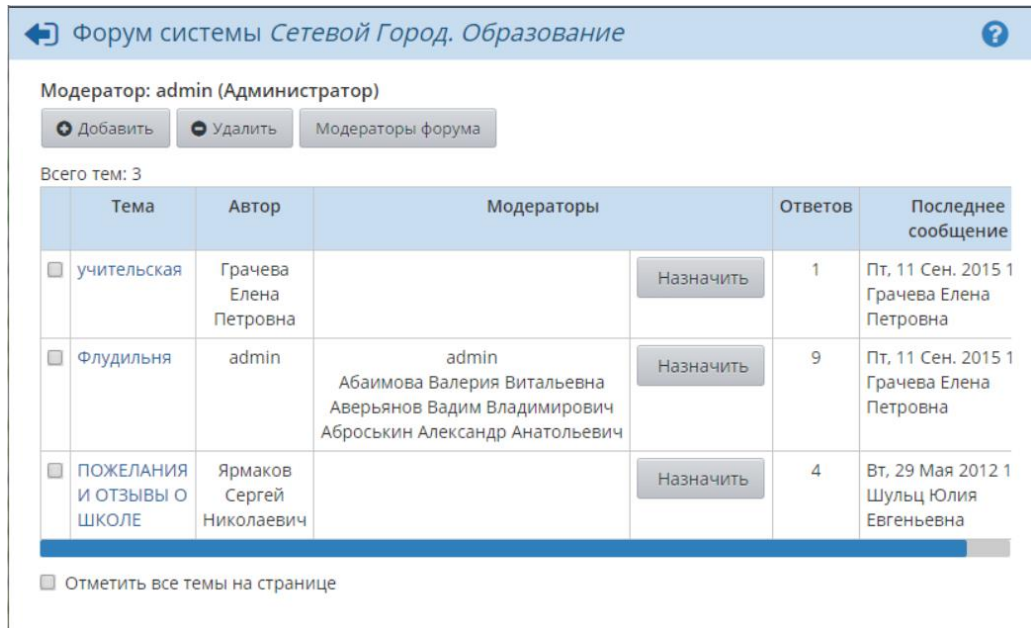 Форум системы Сетевой Город. Образование
Модератор: admin (Администратор)
Добавить Удалить Модераторы форума
Всего тем: 3
Тема Автор Модераторы Ответов Последнее
сообщение
учительская Грачева
Елена
Петровна
Назначить 1 Пт, 11 Сен. 2015 1
Грачева Елена
Петровна
Флудильня admin admin
Абаимова Валерия Витальевна
Аверьянов Вадим Владимирович
Аброськин Александр Анатольевич
Назначить 9 Пт, 11 Сен. 2015 1
Грачева Елена
Петровна
ПОЖЕЛАНИЯ
И ОТЗЫВЫ О
ШКОЛЕ
Ярмаков
Сергей
Николаевич
Назначить 4 Вт, 29 Мая 2012 1
Шульц Юлия
Евгеньевна
Отметить все темы на странице